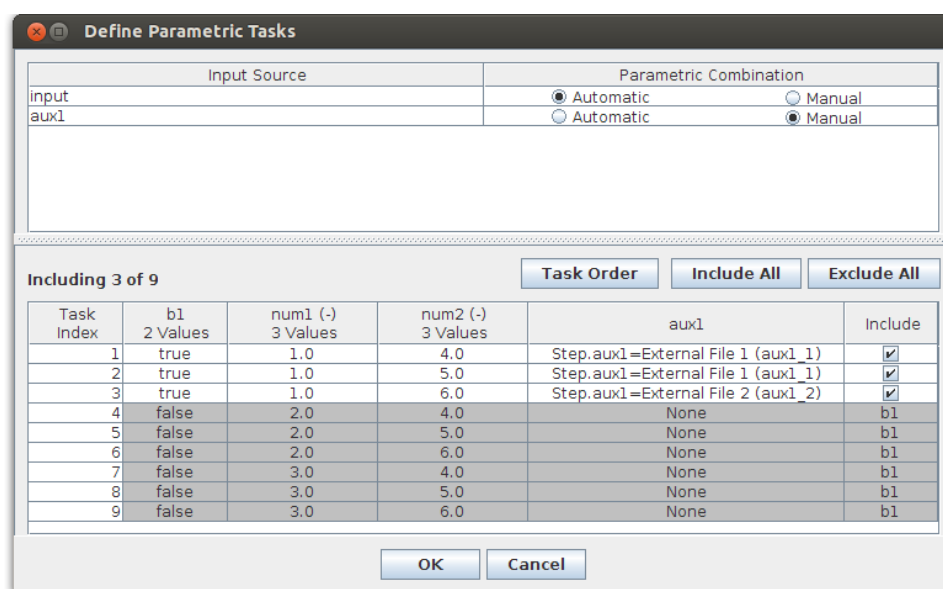 Define Parametric Tasks
Input Source Parametric Combination
input Automatic Manual
aux1 Automatic Manual
Including 3 of 9 Task Order Include All Exclude All
Task Index b1 2 Values num1 (-) 3 Values num2 (-) 3 Values aux1 Include
1 true 1.0 4.0 Step.aux1=External File 1 (aux1_1)
2 true 1.0 5.0 Step.aux1=External File 1 (aux1_1)
3 true 1.0 6.0 Step.aux1=External File 2 (aux1_2)
4 false 2.0 4.0 None b1
5 false 2.0 5.0 None b1
6 false 2.0 6.0 None b1
7 false 3.0 4.0 None b1
8 false 3.0 5.0 None b1
9 false 3.0 6.0 None b1
OK Cancel